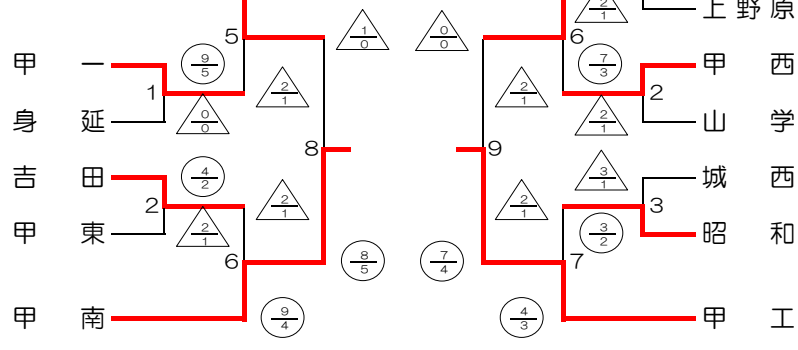 2/1 上野原
5 1/0 0/0 6
甲一 9/5 7/3 甲西
1 2/1 2/1 2
身延 0/0 2/1 山学
8 9
吉田 4/2 3/1 城西
2 2/1 2/1 3
甲東 2/1 3/2 昭和
6 8/5 7/4 7
甲南 9/4 4/3 甲工